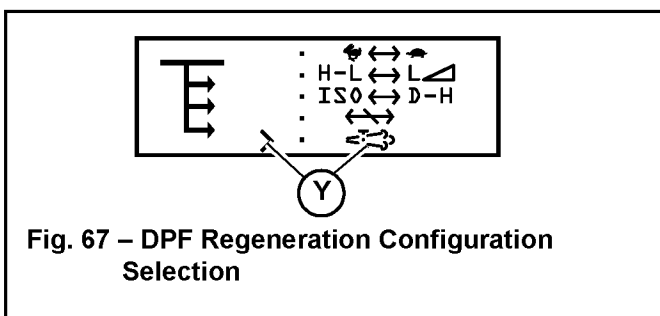 H-L L
ISO D-H
Y
Fig. 67 – DPF Regeneration Configuration
Selection